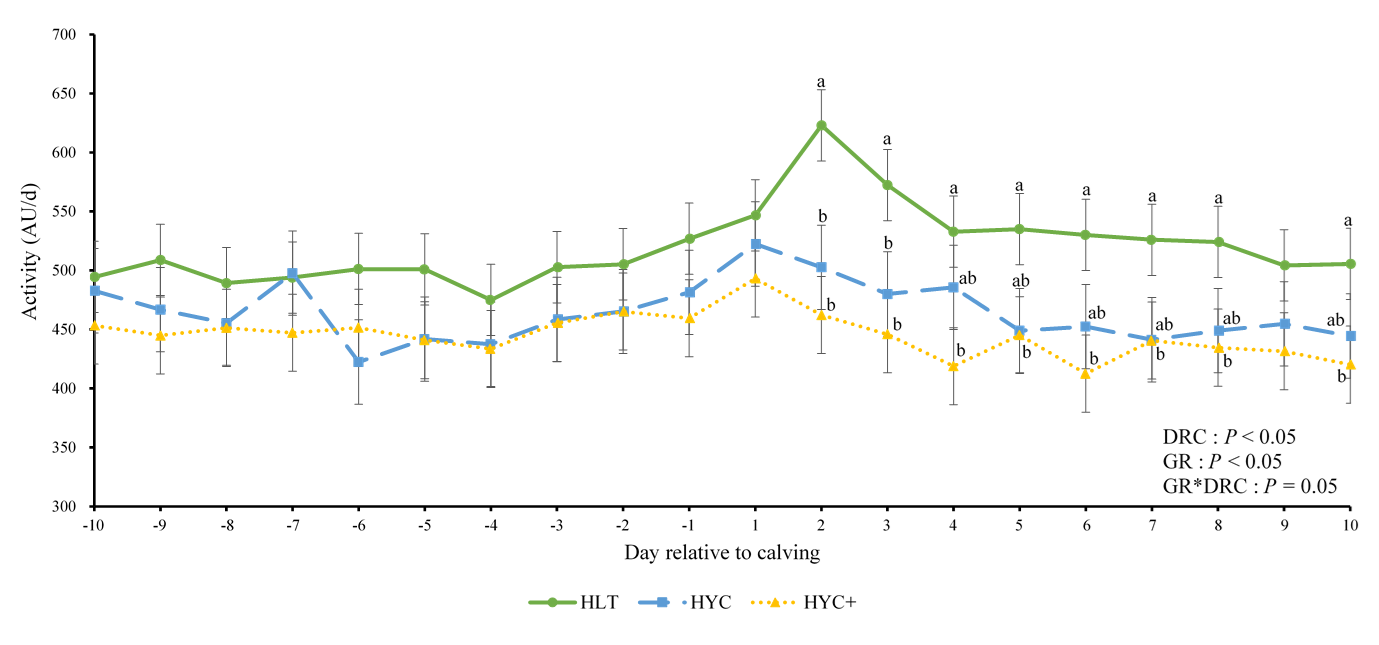 700
650
600
550
500
450
400
350
300
Activity (AU/d)
a
a
a
a
a
a
a
a
b
b
ab
ab
ab
ab
ab
ab
b
b
b
b
b
b
b
b
DRC : P < 0.05
GR : P < 0.05
GR*DRC : P = 0.05
-10 -9 -8 -7 -6 -5 -4 -3 -2 -1 1 2 3 4 5 6 7 8 9 10
Day relative to calving
HLT HYC HYC+